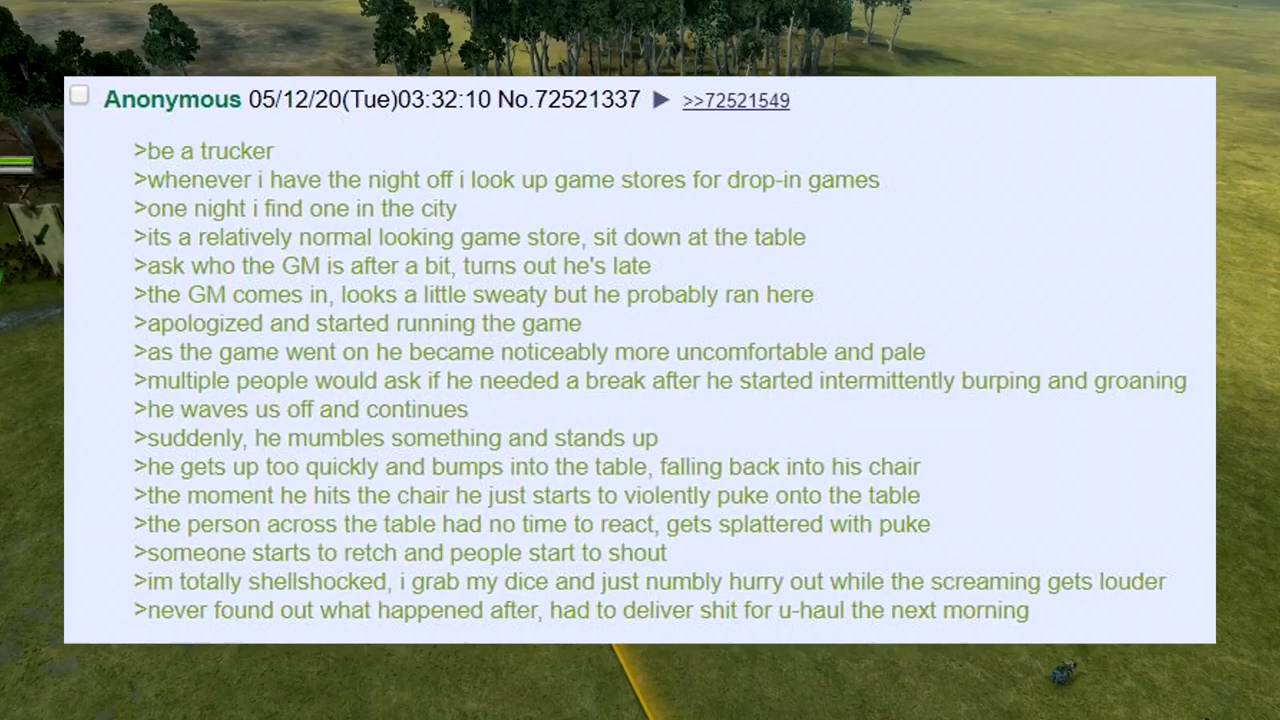 Anonymous 05/12/20(Tue)03:32:10 No.72521337 ▶ >>72521549
>be a trucker
>whenever i have the night off i look up game stores for drop-in games
>one night i find one in the city
>its a relatively normal looking game store, sit down at the table
>ask who the GM is after a bit, turns out he's late
>the GM comes in, looks a little sweaty but he probably ran here
>apologized and started running the game
>as the game went on he became noticeably more uncomfortable and pale
>multiple people would ask if he needed a break after he started intermittently burping and groaning
>he waves us off and continues
>suddenly, he mumbles something and stands up
>he gets up too quickly and bumps into the table, falling back into his chair
>the moment he hits the chair he just starts to violently puke onto the table
>the person across the table had no time to react, gets splattered with puke
>someone starts to retch and people start to shout
>im totally shellshocked, i grab my dice and just numbly hurry out while the screaming gets louder
>never found out what happened after, had to deliver shit for u-haul the next morning